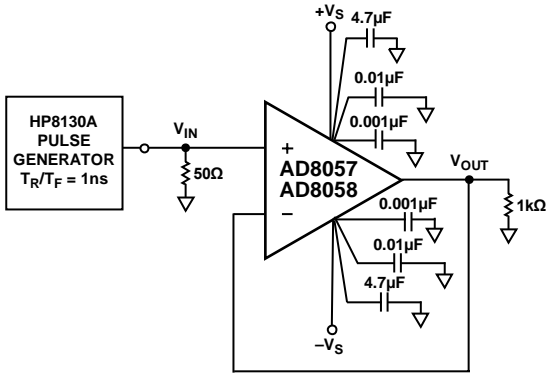 +VS
4.7µF
0.01µF
0.001µF
HP8130A
PULSE
GENERATOR
TR/TF = 1ns
VIN
50Ω
+
−
AD8057
AD8058
VOUT
1kΩ
0.001µF
0.01µF
4.7µF
−VS